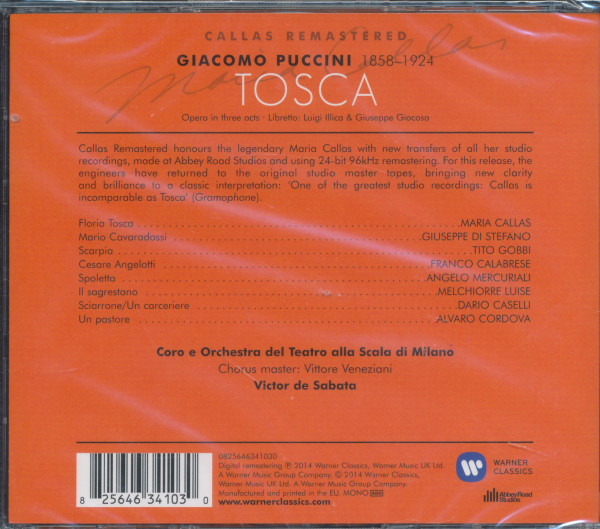 CALLAS REMASTERED
Maria Callas
GIACOMO PUCCINI 1858–1924
TOSCA
Opera in three acts · Libretto: Luigi Illica & Giuseppe Giacosa
Callas Remastered honours the legendary Maria Callas with new transfers of all her studio
recordings, made at Abbey Road Studios and using 24-bit 96kHz remastering. For this release, the
engineers have returned to the original studio master tapes, bringing new clarity
and brilliance to a classic interpretation: ‘One of the greatest studio recordings: Callas is
incomparable as Tosca’ (Gramophone).
Floria Tosca MARIA CALLAS
Mario Cavaradossi GIUSEPPE DI STEFANO
Scarpia TITO GOBBI
Cesare Angelotti FRANCO CALABRESE
Spoletta ANGELO MERCURIALI
Il sagrestano MELCHIORRE LUISE
Sciarrone/Un carceriere DARIO CASELLI
Un pastore ALVARO CORDOVA
Coro e Orchestra del Teatro alla Scala di Milano
Chorus master: Vittore Veneziani
Victor de Sabata
0825646341030
Digital remastering ℗ 2014 Warner Classics, Warner Music UK Ltd.
A Warner Music Group Company. © 2014 Warner Classics,
Warner Music UK Ltd. A Warner Music Group Company.
Manufactured and printed in the EU. MONO
www.warnerclassics.com
8 25646 34103 0
WARNER
CLASSICS
Abbey Road
Studios